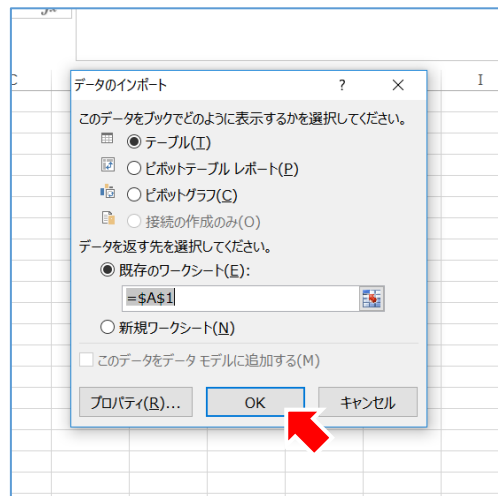 C
I
データのインポート ? ×
このデータをブックでどのように表示するかを選択してください。
テーブル(T)
ピボットテーブル レポート(P)
ピボットグラフ(C)
接続の作成のみ(O)
データを返す先を選択してください。
既存のワークシート(E):
=$A$1
新規ワークシート(N)
このデータをデータ モデルに追加する(M)
プロパティ(R)... OK キャンセル